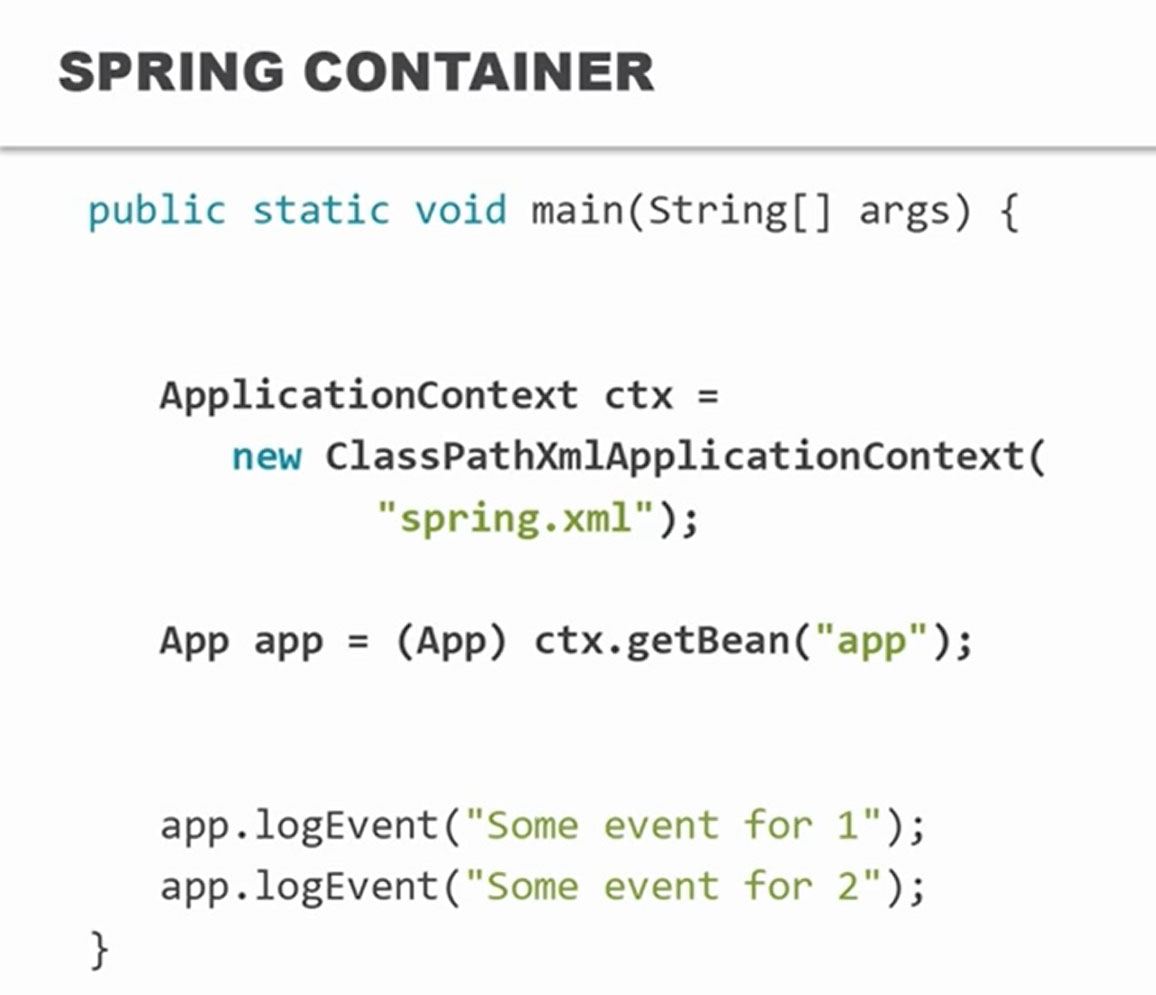 SPRING CONTAINER
public static void main(String[] args) {
ApplicationContext ctx =
new ClassPathXmlApplicationContext(
"spring.xml");
App app = (App) ctx.getBean("app");
app.logEvent("Some event for 1");
app.logEvent("Some event for 2");
}